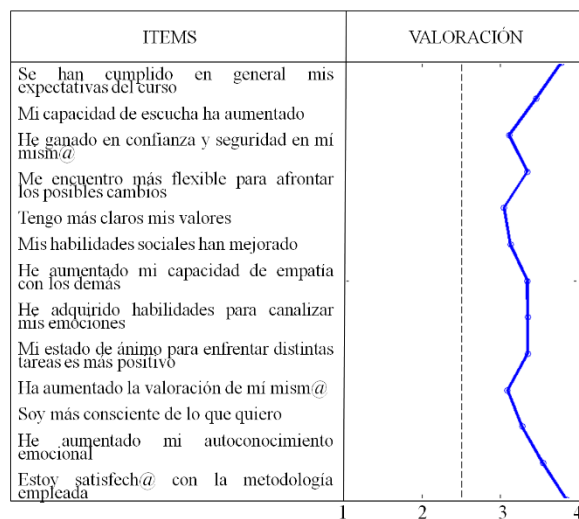 ITEMS
VALORACIÓN
Se han cumplido en general mis
expectativas del curso
Mi capacidad de escucha ha aumentado
He ganado en confianza y seguridad en mí
mism@
Me encuentro más flexible para afrontar
los posibles cambios
Tengo más claros mis valores
Mis habilidades sociales han mejorado
He aumentado mi capacidad de empatía
con los demás
He adquirido habilidades para canalizar
mis emociones
Mi estado de ánimo para enfrentar distintas
tareas es más positivo
Ha aumentado la valoración de mí mism@
Soy más consciente de lo que quiero
He aumentado mi autoconocimiento
emocional
Estoy satisfech@ con la metodología
empleada
1 2 3 4